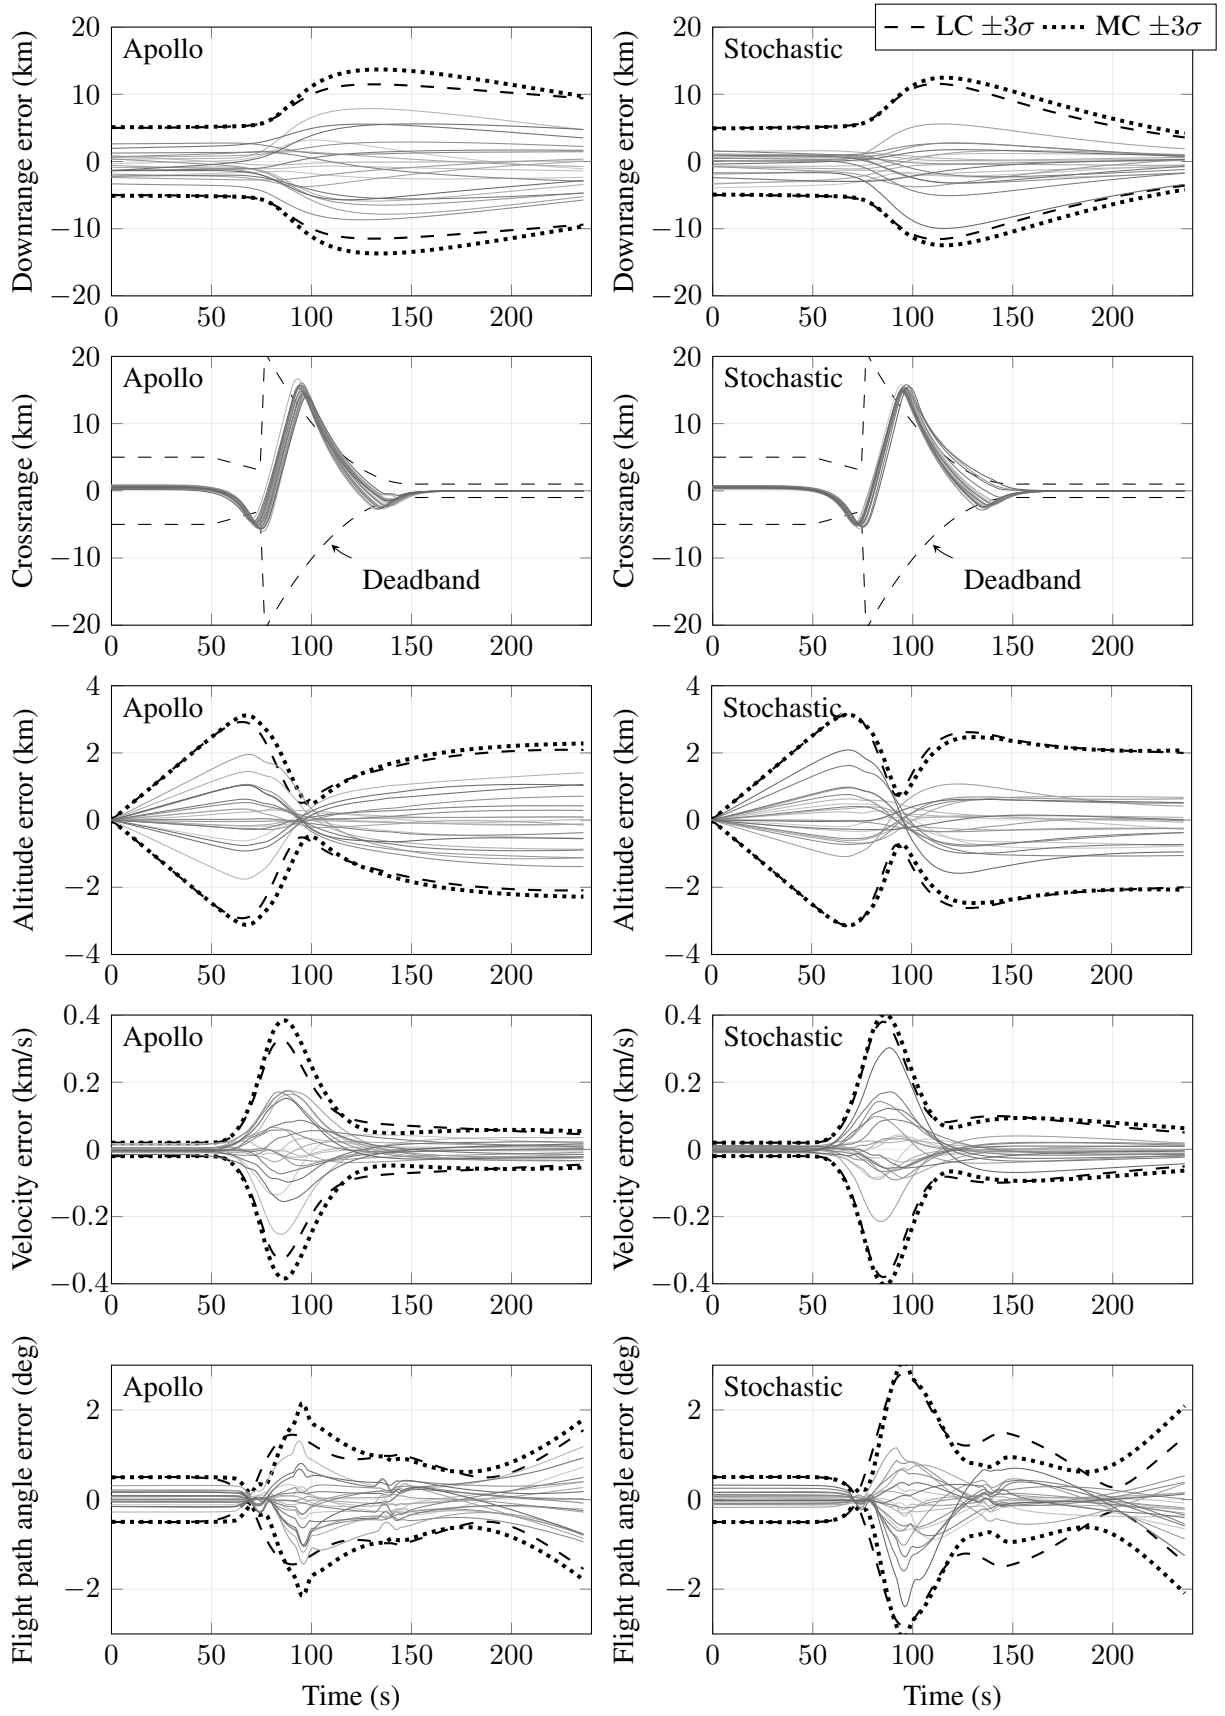 LC ±3σ MC ±3σ
20
10
0
−10
−20
0 50 100 150 200
Downrange error (km)
Apollo
20
10
0
−10
−20
0 50 100 150 200
Downrange error (km)
Stochastic
20
10
0
−10
−20
0 50 100 150 200
Crossrange (km)
Apollo
Deadband
20
10
0
−10
−20
0 50 100 150 200
Crossrange (km)
Stochastic
Deadband
4
2
0
−2
−4
0 50 100 150 200
Altitude error (km)
Apollo
4
2
0
−2
−4
0 50 100 150 200
Altitude error (km)
Stochastic
0.4
0.2
0
−0.2
−0.4
0 50 100 150 200
Velocity error (km/s)
Apollo
0.4
0.2
0
−0.2
−0.4
0 50 100 150 200
Velocity error (km/s)
Stochastic
2
0
−2
0 50 100 150 200
Flight path angle error (deg)
Apollo
Time (s)
2
0
−2
0 50 100 150 200
Flight path angle error (deg)
Stochastic
Time (s)